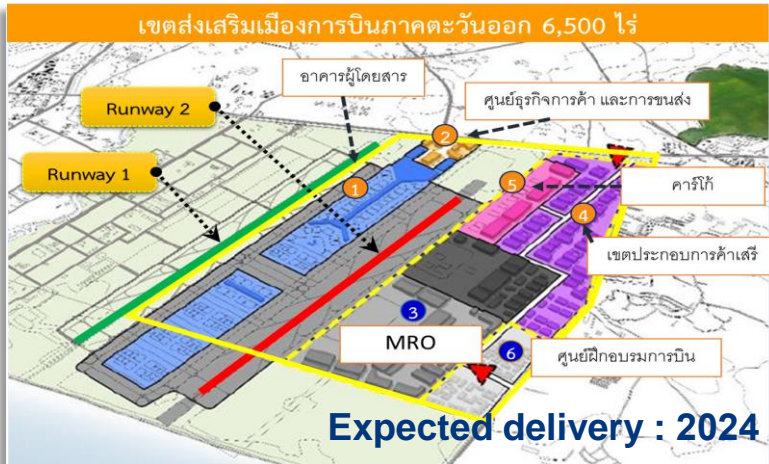 เขตส่งเสริมเมืองการบินภาคตะวันออก 6,500 ไร่
อาคารผู้โดยสาร
ศูนย์ธุรกิจการค้า และการขนส่ง
Runway 2
2
Runway 1
1
5
คาร์โก้
4
เขตประกอบการค้าเสรี
3
MRO
6
ศูนย์ฝึกอบรมการบิน
Expected delivery : 2024